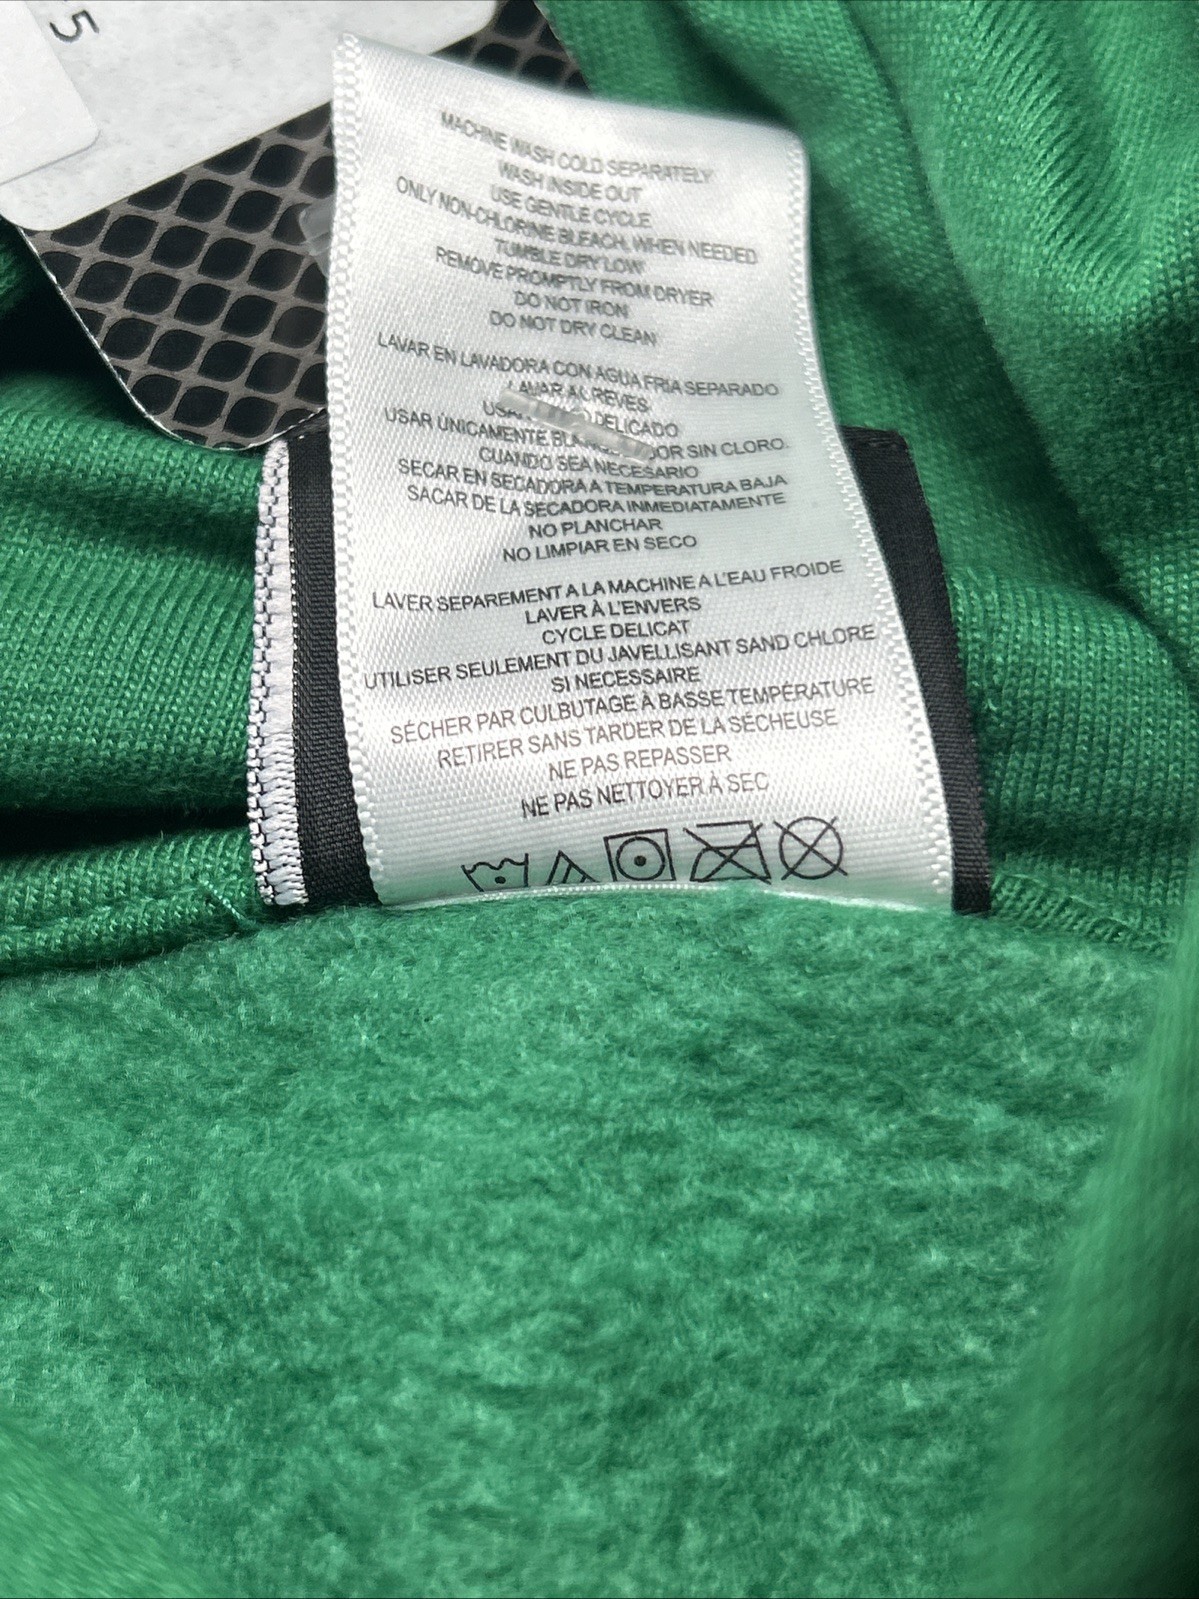 5
MACHINE WASH COLD SEPARATELY
WASH INSIDE OUT
USE GENTLE CYCLE
ONLY NON-CHLORINE BLEACH, WHEN NEEDED
TUMBLE DRY LOW
REMOVE PROMPTLY FROM DRYER
DO NOT IRON
DO NOT DRY CLEAN
LAVAR EN LAVADORA CON AGUA FRIA SEPARADO
LAVAR AL REVES
DELICADO
USAR ÚNICAMENTE SIN CLORO.
CUANDO SEA NECESARIO
SECAR EN SECADORA A TEMPERATURA BAJA
SACAR DE LA SECADORA INMEDIATAMENTE
NO PLANCHAR
NO LIMPIAR EN SECO
LAVER SEPAREMENT A LA MACHINE A L'EAU FROIDE
LAVER À L'ENVERS
CYCLE DELICAT
UTILISER SEULEMENT DU JAVELLISANT SAND CHLORE
SI NECESSAIRE
SÉCHER PAR CULBUTAGE À BASSE TEMPÉRATURE
RETIRER SANS TARDER DE LA SÉCHEUSE
NE PAS REPASSER
NE PAS NETTOYER À SEC